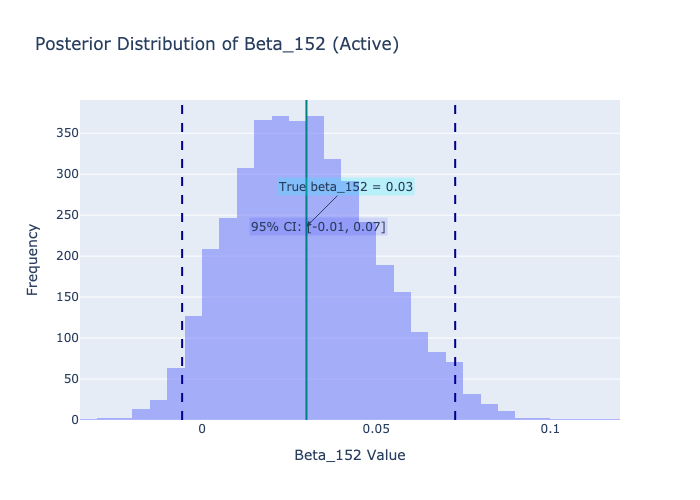 Posterior Distribution of Beta_152 (Active)
350
300
250
200
150
100
50
0
Frequency
True beta_152 = 0.03
95% CI: [-0.01, 0.07]
0
0.05
0.1
Beta_152 Value